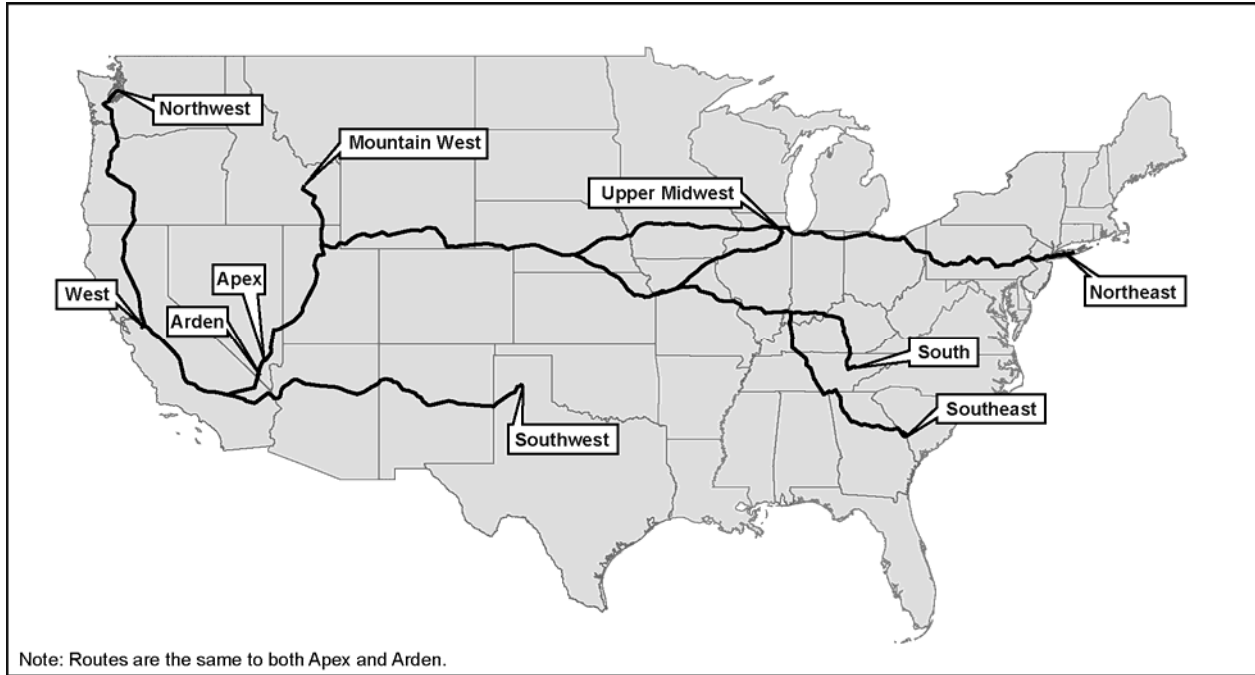 Northwest
Mountain West
Upper Midwest
Apex
West
Northeast
Arden
South
Southeast
Southwest
Note: Routes are the same to both Apex and Arden.